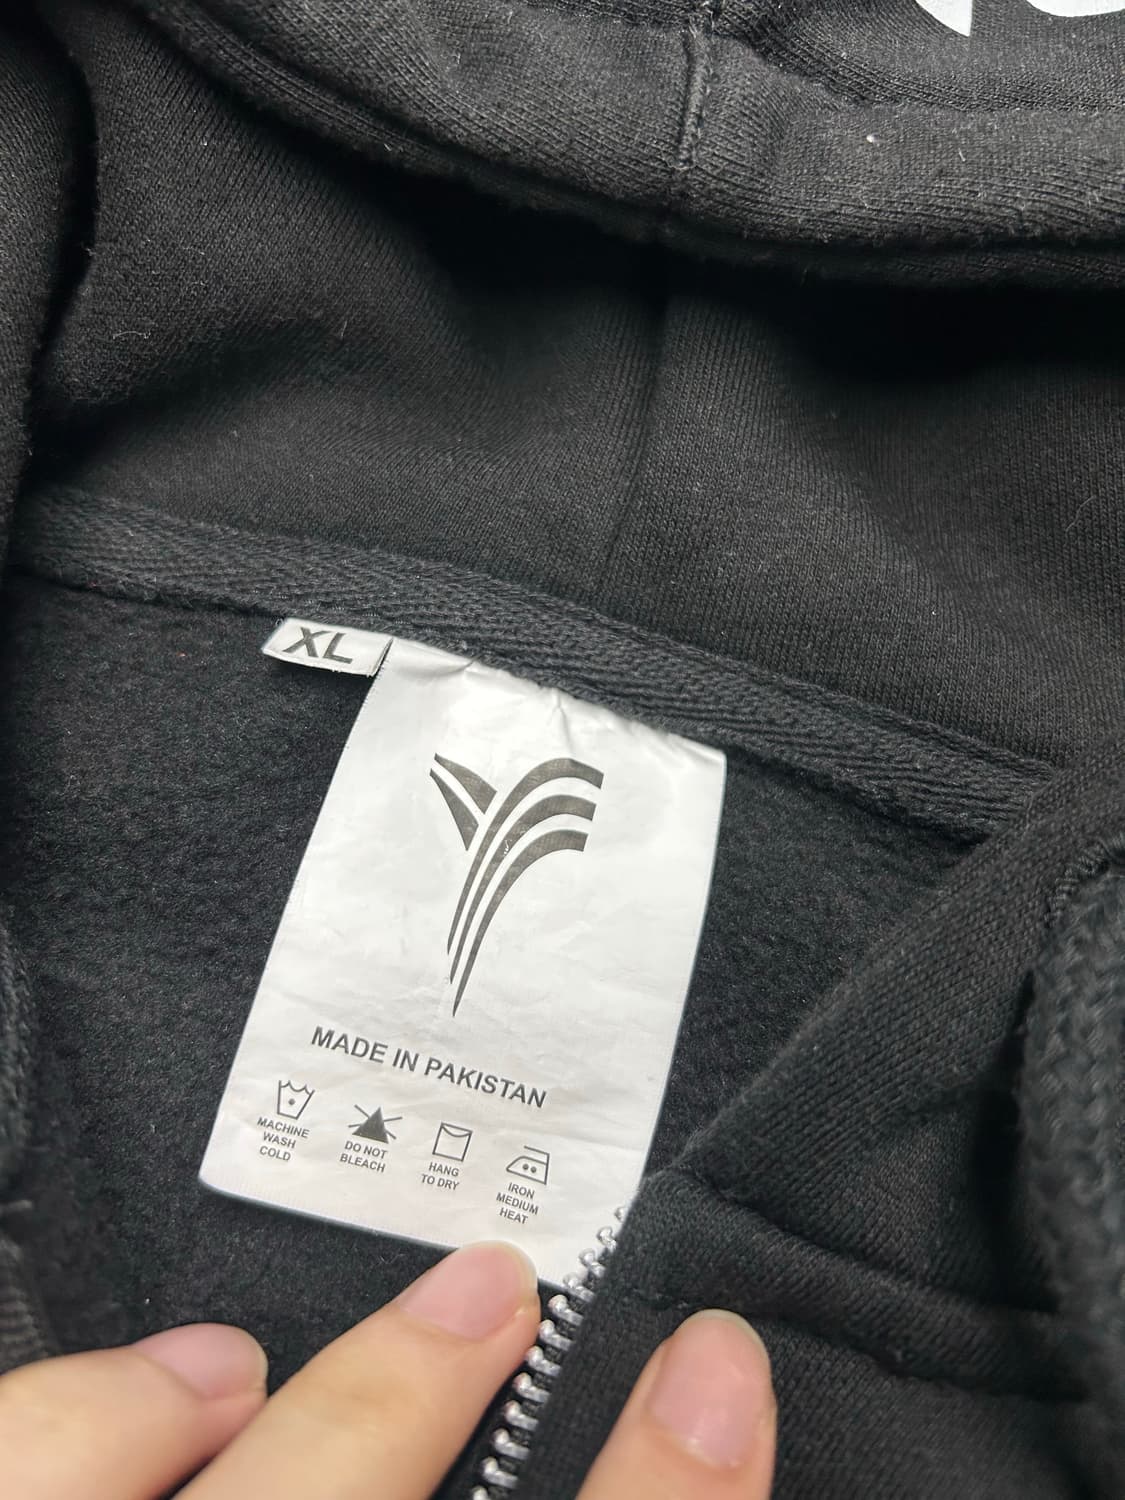 XL
MADE IN PAKISTAN
MACHINE
WASH
COLD
DO NOT
BLEACH
HANG
TO DRY
IRON
MEDIUM
HEAT